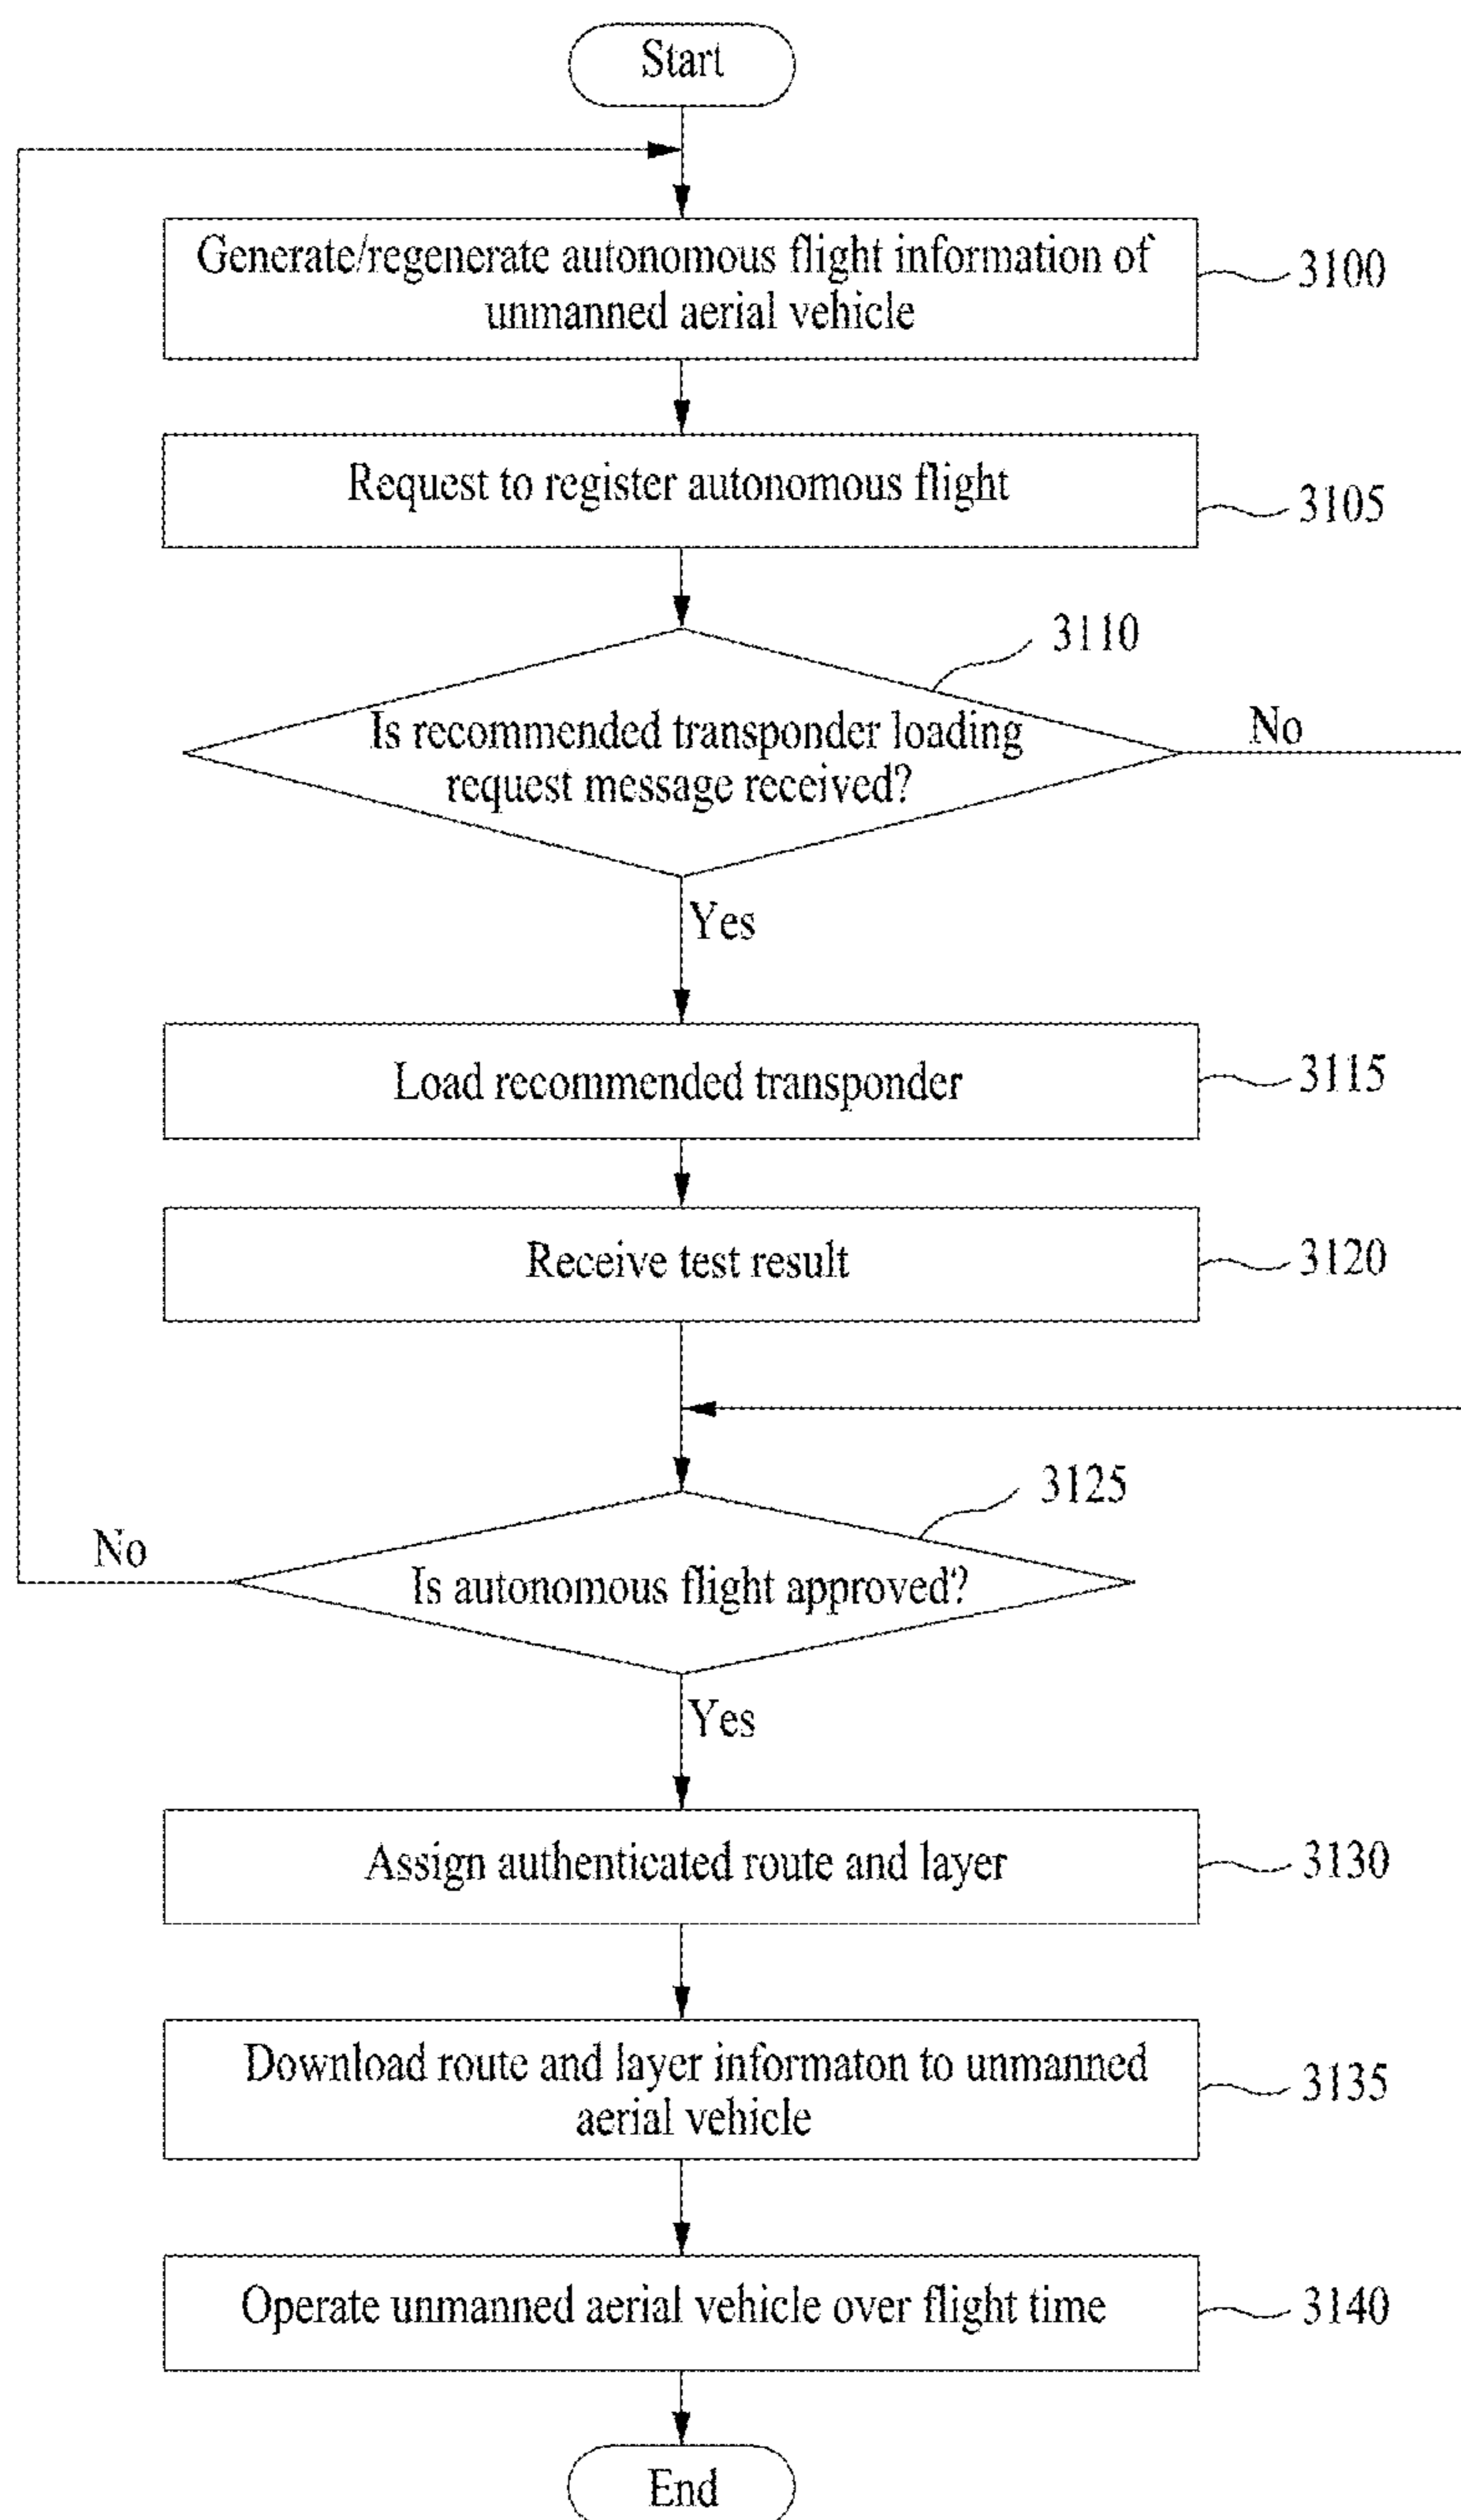 Start
Generate/regenerate autonomous flight information of
unmanned aerial vehicle
3100
Request to register autonomous flight
3105
3110
Is recommended transponder loading
request message received?
No
Yes
Load recommended transponder
3115
Receive test result
3120
3125
No
Is autonomous flight approved?
Yes
Assign authenticated route and layer
3130
Download route and layer informaton to unmanned
aerial vehicle
3135
Operate unmanned aerial vehicle over flight time
3140
End